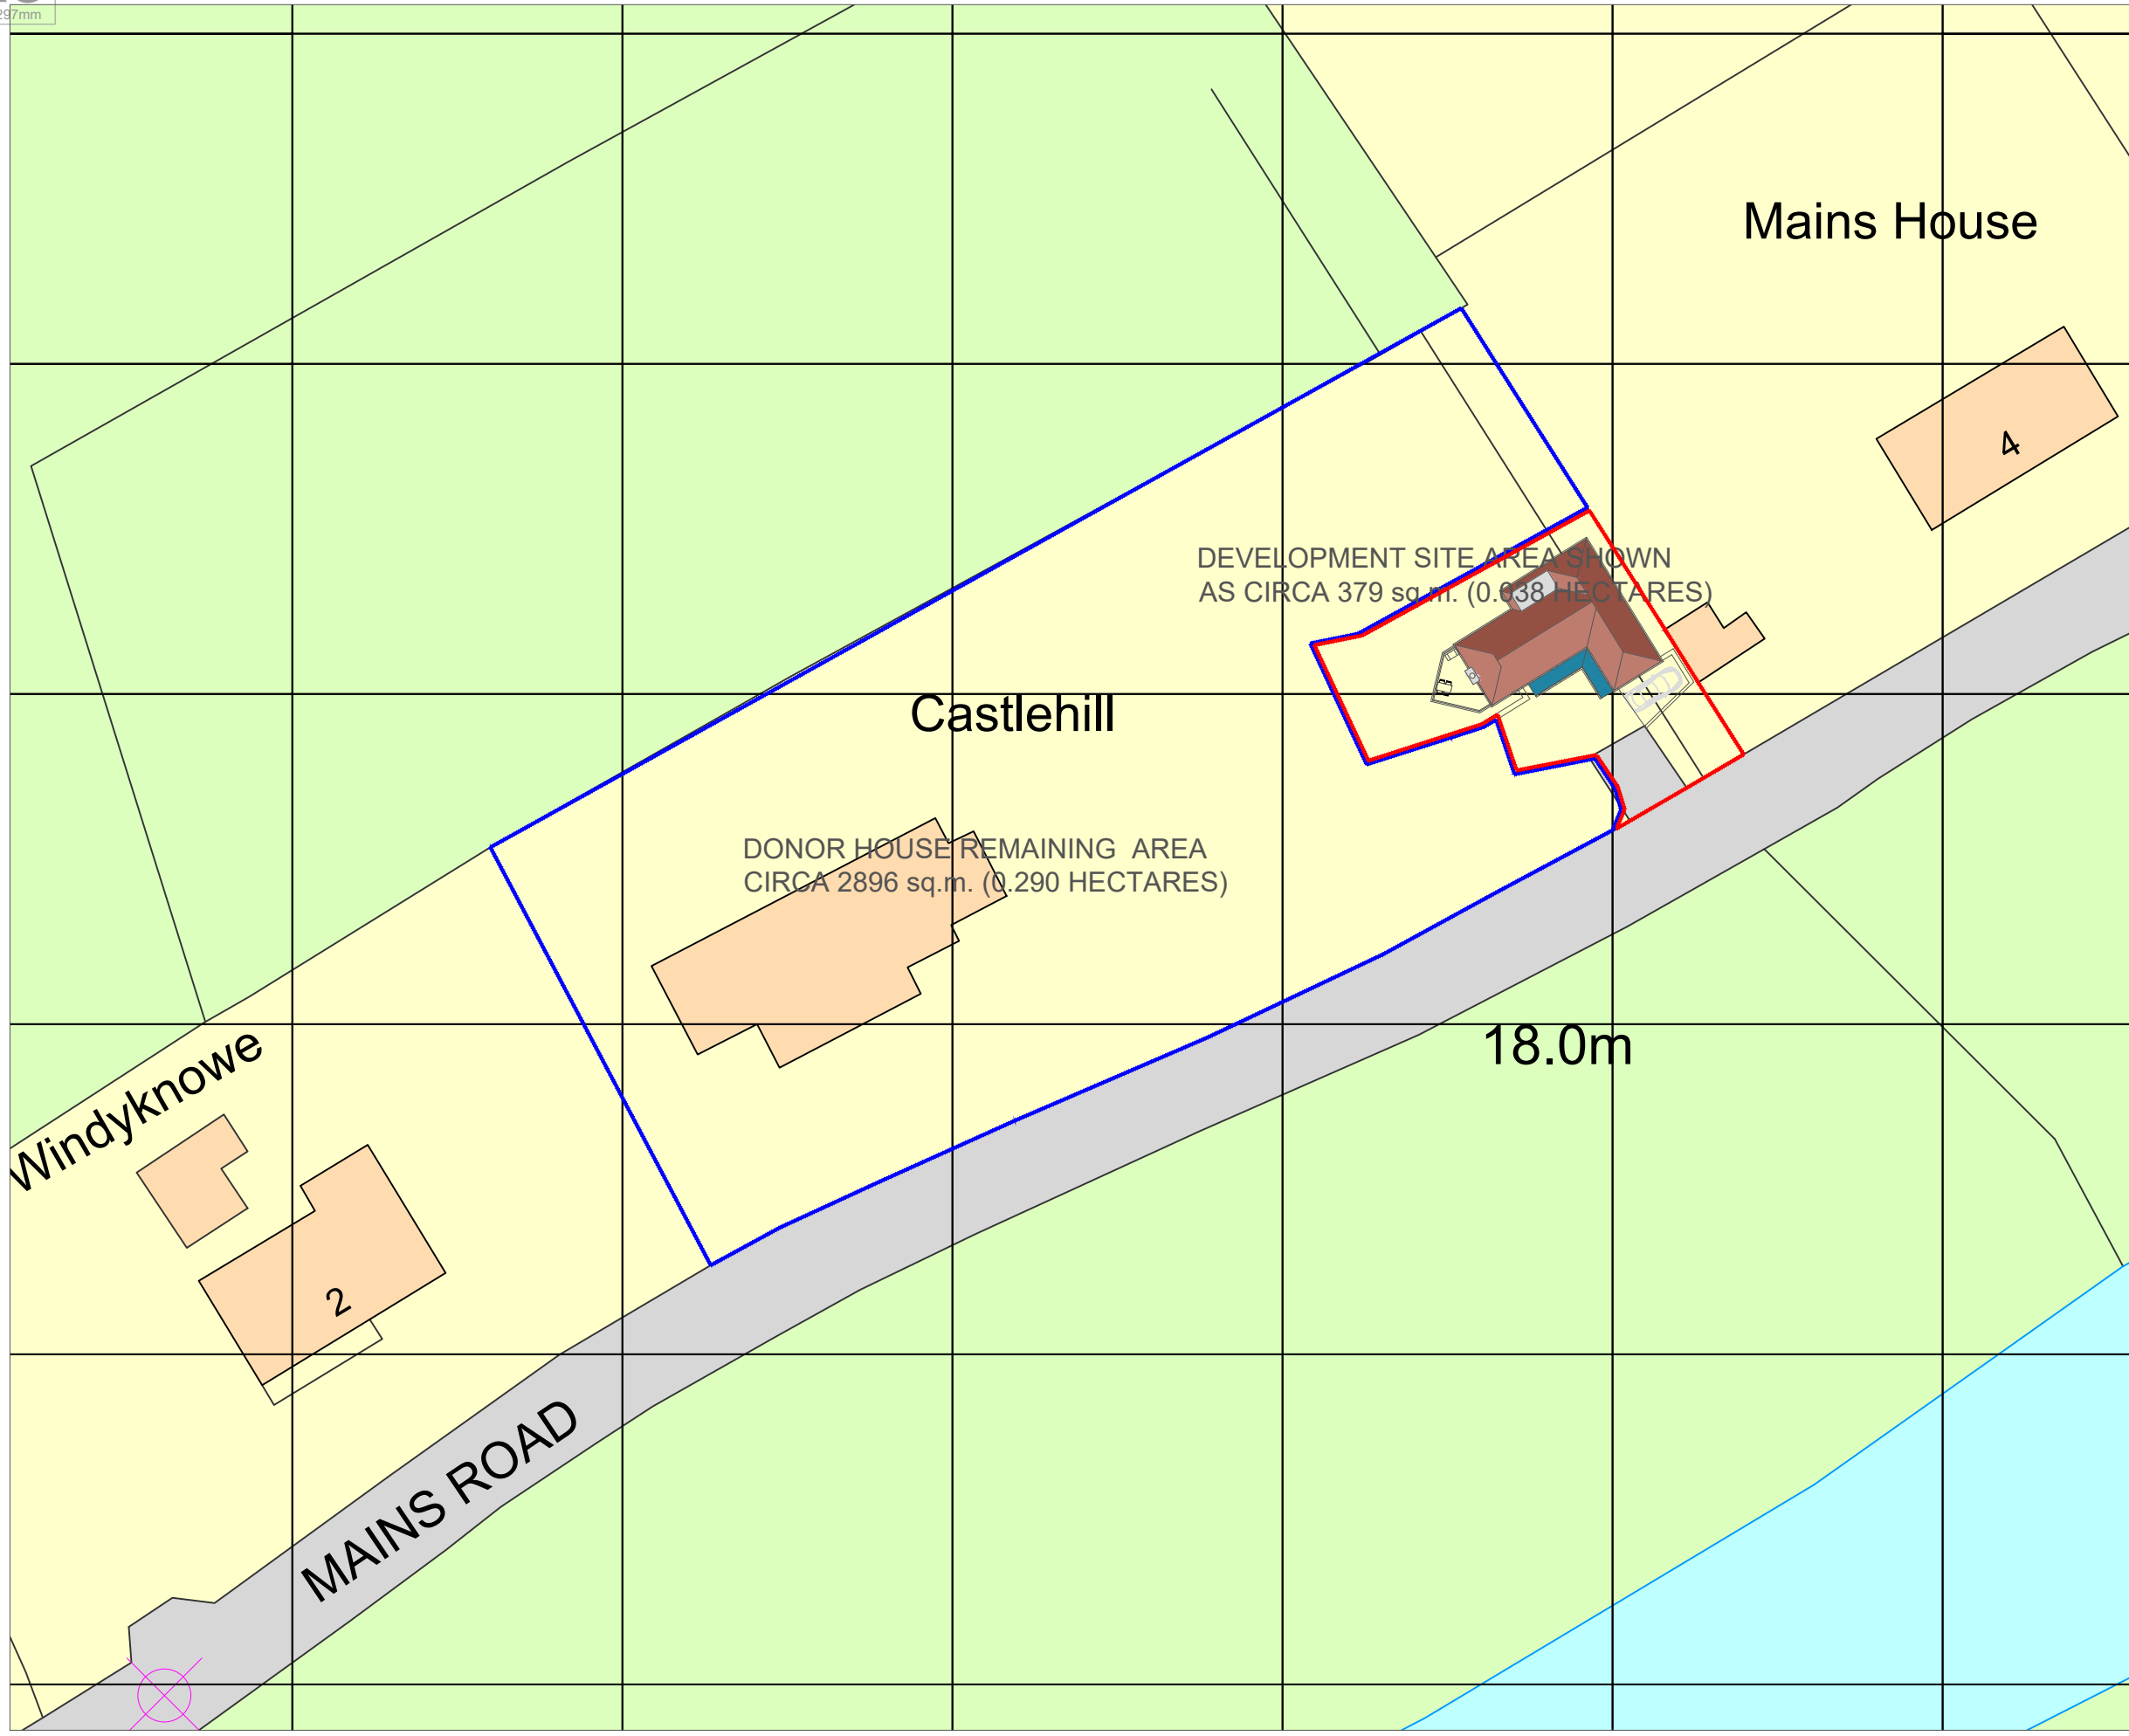 297mm
Mains House
4
DEVELOPMENT SITE AREA SHOWN
AS CIRCA 379 sq.m. (0.038 HECTARES)
Castlehill
DONOR HOUSE REMAINING AREA
CIRCA 2896 sq.m. (0.290 HECTARES)
18.0m
Windyknowe
2
MAINS ROAD